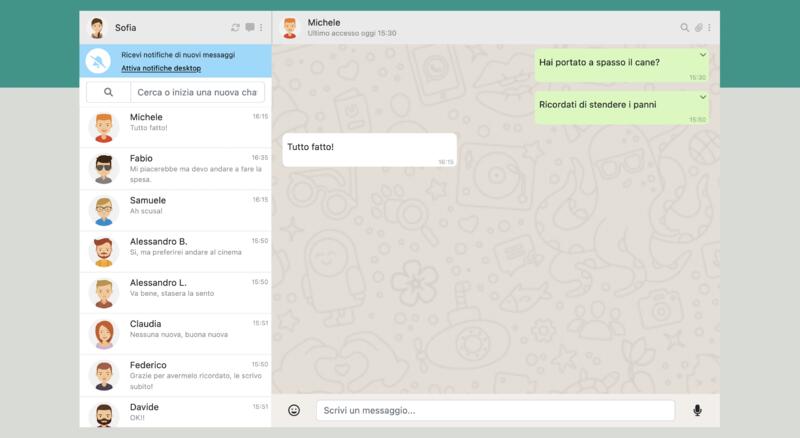 Sofia
Ricevi notifiche di nuovi messaggi
Attiva notifiche desktop
Cerca o inizia una nuova cha
Michele
16:15
Tutto fatto!
Fabio
16:35
Mi piacerebbe ma devo andare a fare la
spesa.
Samuele
16:15
Ah scusa!
Alessandro B.
15:50
Si, ma preferirei andare al cinema
Alessandro L.
15:50
Va bene, stasera la sento
Claudia
15:51
Nessuna nuova, buona nuova
Federico
15:50
Grazie per avermelo ricordato, le scrivo
subito!
Davide
15:51
OK!!
Michele
Ultimo accesso oggi 15:30
Hai portato a spasso il cane?
15:30
Ricordati di stendere i panni
15:50
Tutto fatto!
16:15
Scrivi un messaggio...